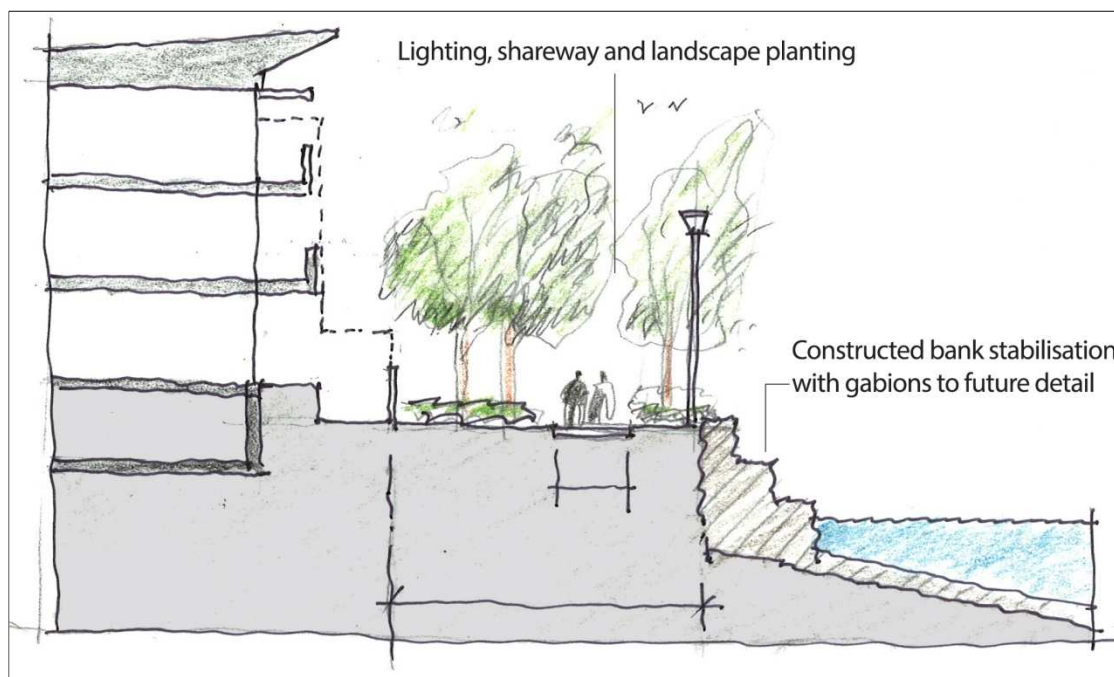 Lighting, shareway and landscape planting
Constructed bank stabilisation
with gabions to future detail